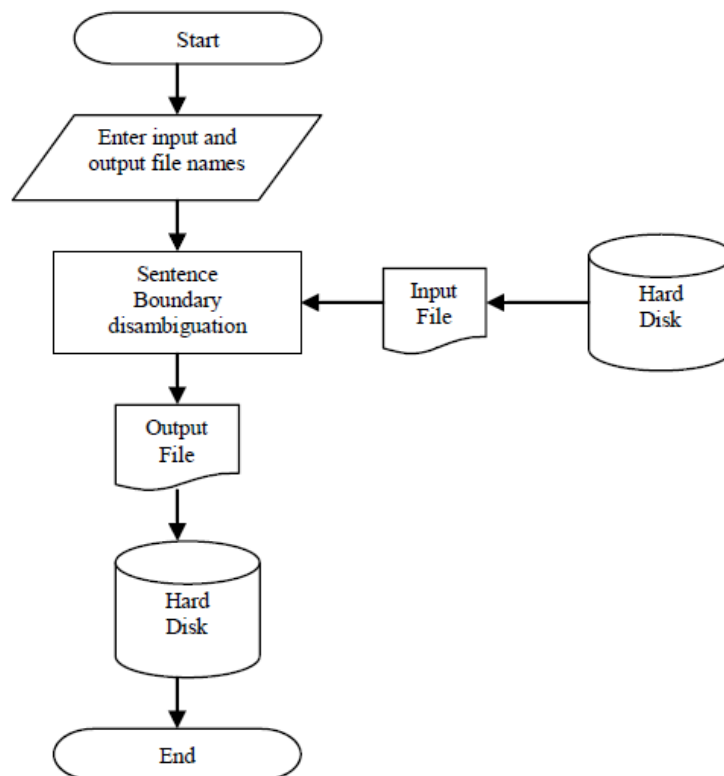 Start
Enter input and
output file names
Sentence
Boundary
disambiguation
Input
File
Hard
Disk
Output
File
Hard
Disk
End